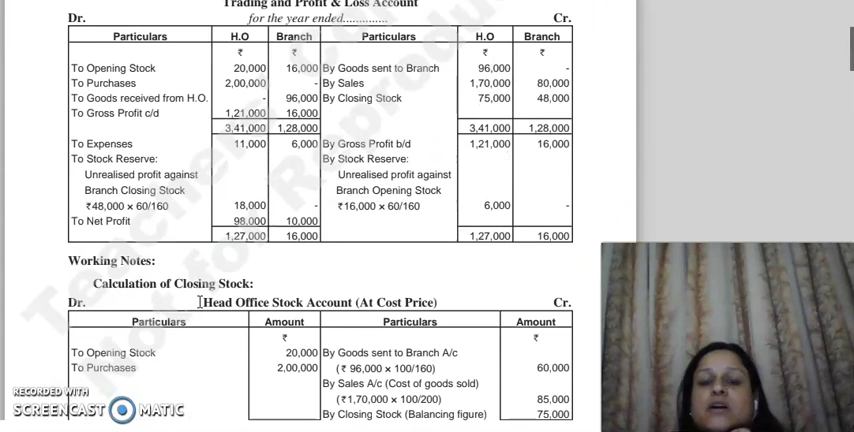 Trading and Profit & Loss Account
Dr. for the year ended............. Cr.
Particulars H.O Branch Particulars H.O Branch
₹ ₹ ₹ ₹
To Opening Stock 20,000 16,000 By Goods sent to Branch 96,000 -
To Purchases 2,00,000 - By Sales 1,70,000 80,000
To Goods received from H.O. - 96,000 By Closing Stock 75,000 48,000
To Gross Profit c/d 1,21,000 16,000
3,41,000 1,28,000 3,41,000 1,28,000
To Expenses 11,000 6,000 By Gross Profit b/d 1,21,000 16,000
To Stock Reserve: By Stock Reserve:
Unrealised profit against Unrealised profit against
Branch Closing Stock Branch Opening Stock
₹48,000 × 60/160 18,000 - ₹16,000 × 60/160 6,000 -
To Net Profit 98,000 10,000
1,27,000 16,000 1,27,000 16,000
Working Notes:
Calculation of Closing Stock:
Dr. Head Office Stock Account (At Cost Price) Cr.
Particulars Amount Particulars Amount
₹ ₹
To Opening Stock 20,000 By Goods sent to Branch A/c
To Purchases 2,00,000 (₹ 96,000 × 100/160) 60,000
By Sales A/c (Cost of goods sold)
(₹1,70,000 × 100/200) 85,000
By Closing Stock (Balancing figure) 75,000
RECORDED WITH
SCREENCAST MATIC